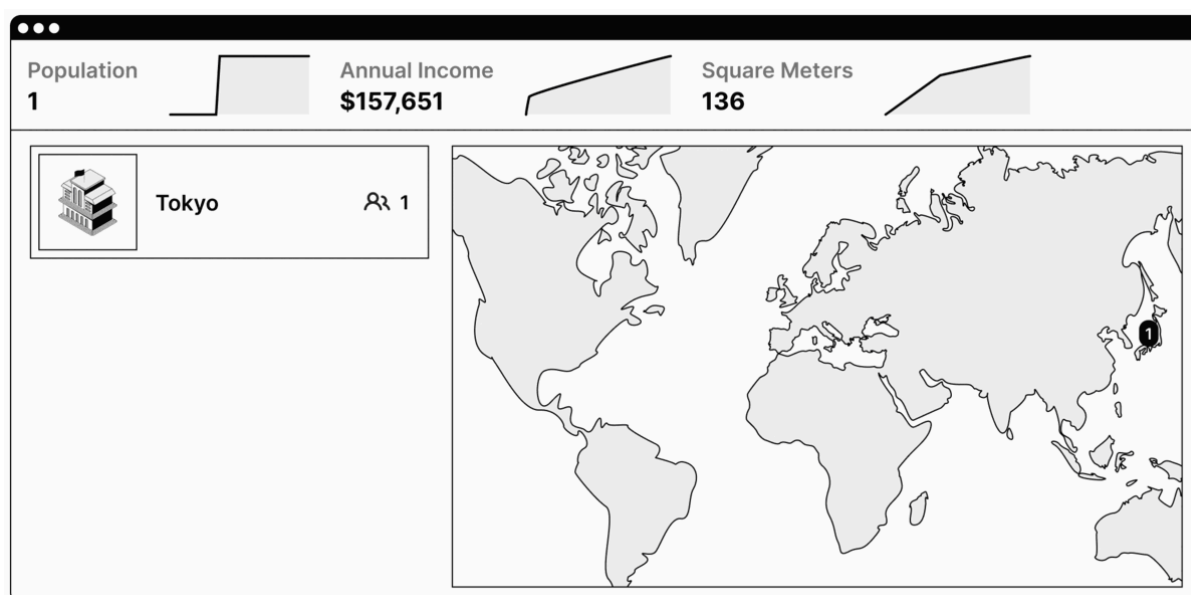 Population
1
Annual Income
$157,651
Square Meters
136
Tokyo
1
1